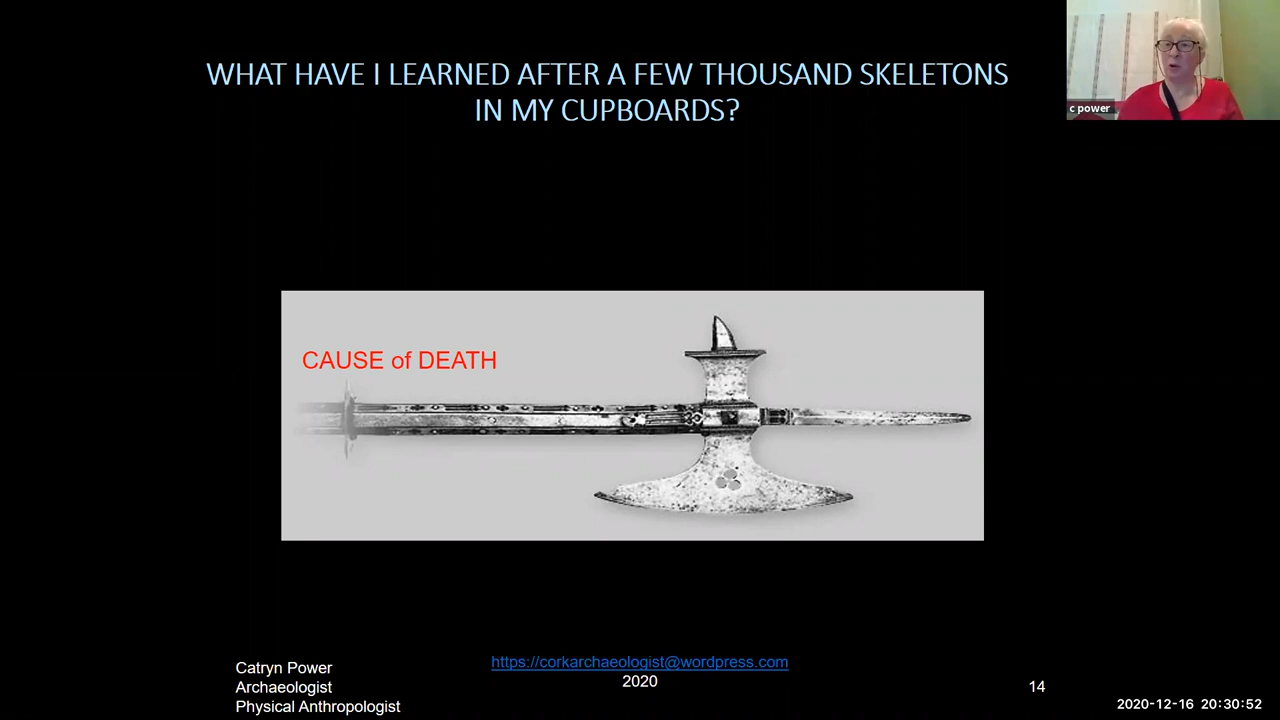 WHAT HAVE I LEARNED AFTER A FEW THOUSAND SKELETONS
IN MY CUPBOARDS?
c power
CAUSE of DEATH
Catryn Power
Archaeologist
Physical Anthropologist
https://corkarchaeologist@wordpress.com
2020
14
2020-12-16 20:30:52